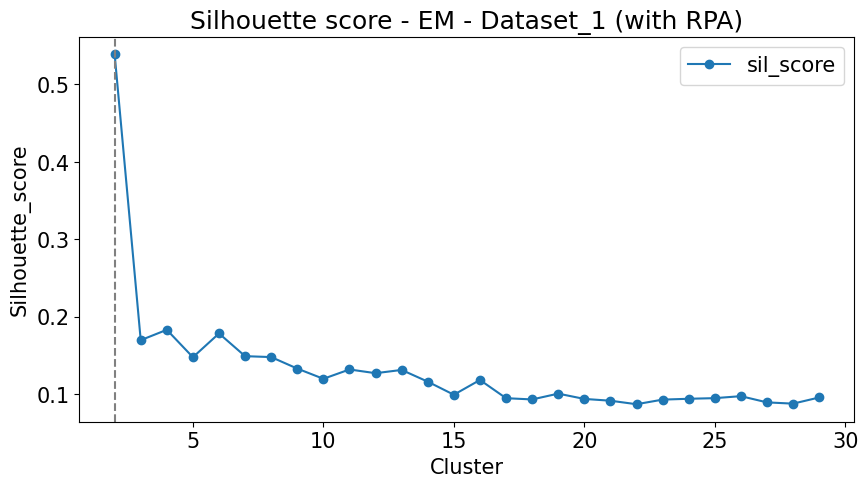 Silhouette score - EM - Dataset_1 (with RPA)
sil_score
Silhouette_score
0.5
0.4
0.3
0.2
0.1
5 10 15 20 25 30
Cluster